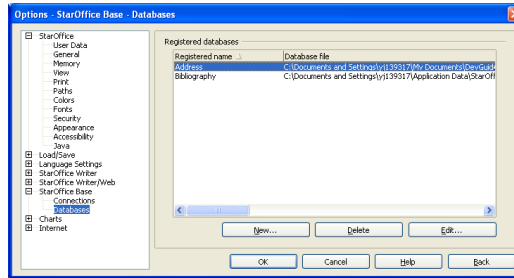 Options - StarOffice Base - Databases
StarOffice
User Data
General
Memory
View
Print
Paths
Colors
Fonts
Security
Appearance
Accessibility
Java
Load/Save
Language Settings
StarOffice Writer
StarOffice Writer/Web
StarOffice Base
Connections
Databases
Charts
Internet
Registered databases
Registered name Database file
Address C:\Documents and Settings\yj139317\My Documents\DevGuid
Bibliography C:\Documents and Settings\yj139317\Application Data\StarOff
New... Delete Edit...
OK Cancel Help Back